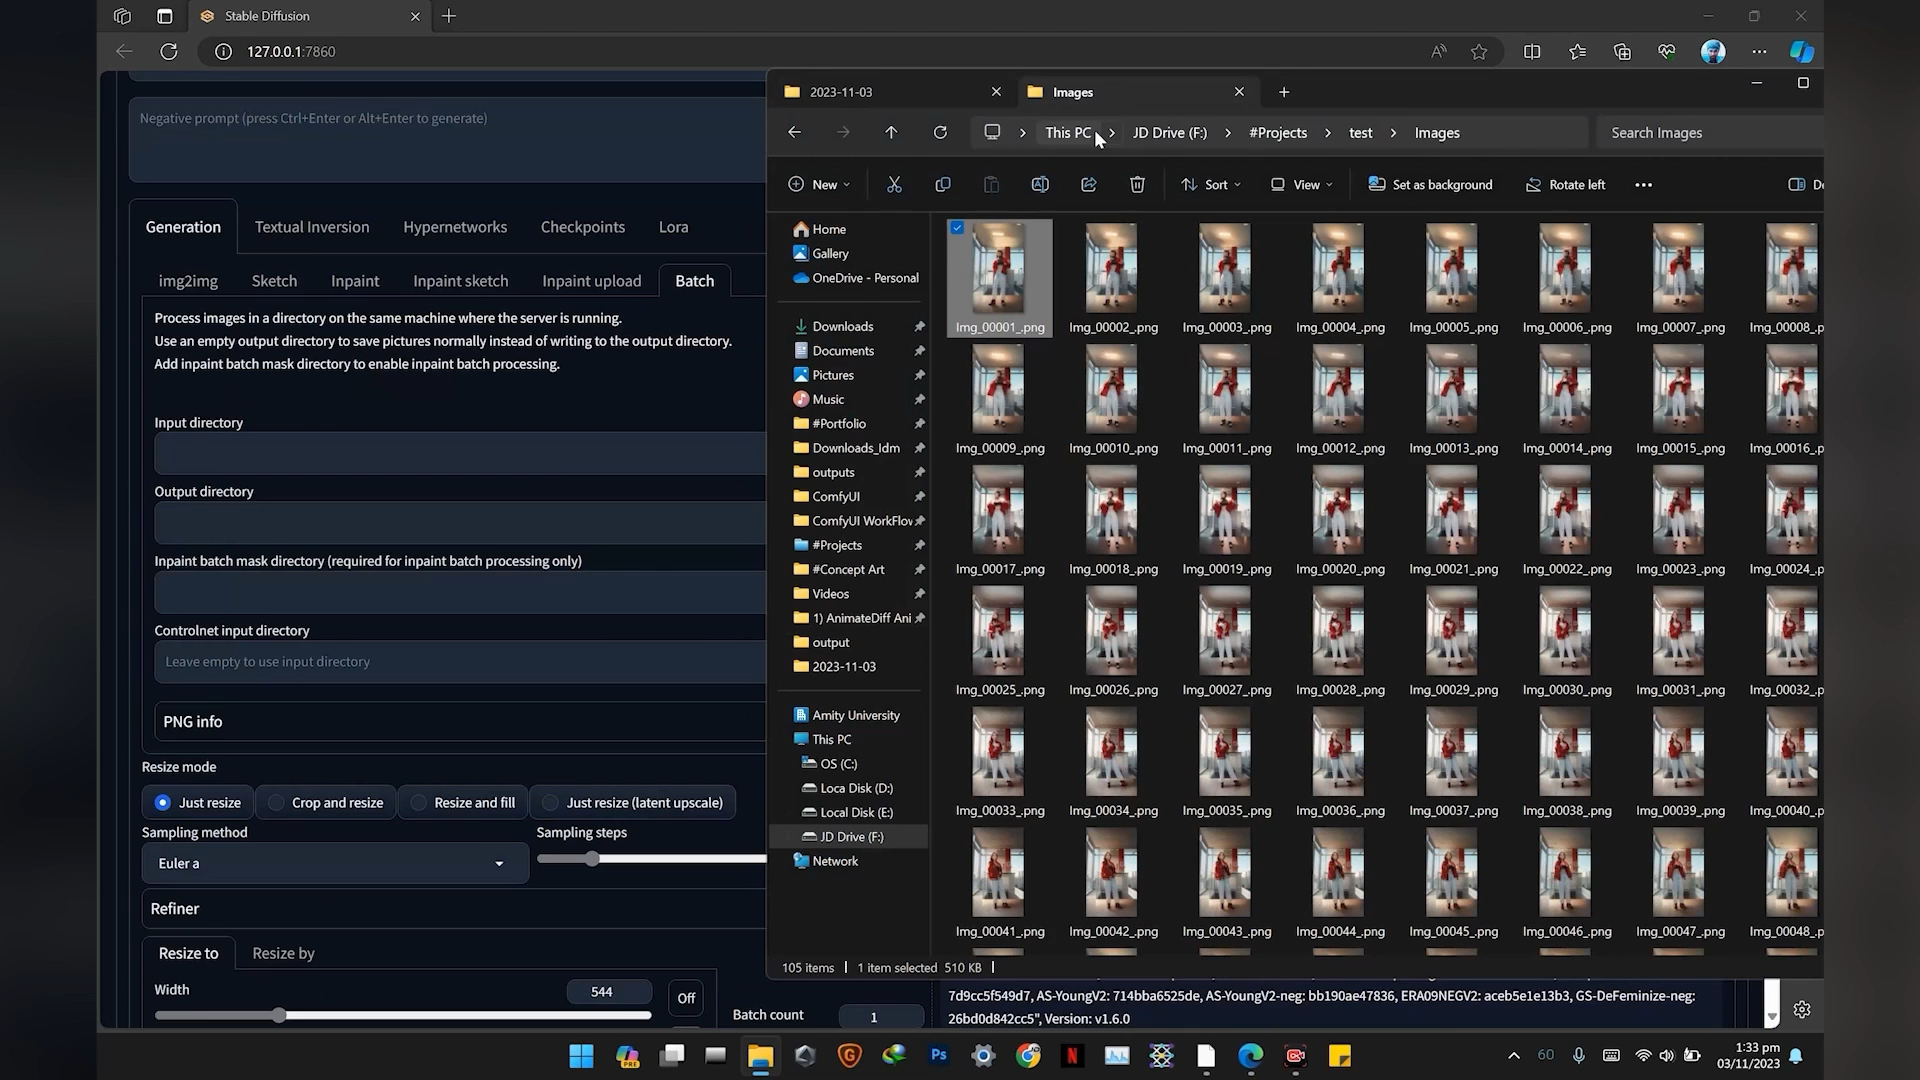 Stable Diffusion
127.0.0.1:7860
Negative prompt (press Ctrl+Enter or Alt+Enter to generate)
Generation
Textual Inversion
Hypernetworks
Checkpoints
Lora
img2img
Sketch
Inpaint
Inpaint sketch
Inpaint upload
Batch
Process images in a directory on the same machine where the server is running.
Use an empty output directory to save pictures normally instead of writing to the output directory.
Add inpaint batch mask directory to enable inpaint batch processing.
Input directory
Output directory
Inpaint batch mask directory (required for inpaint batch processing only)
Controlnet input directory
Leave empty to use input directory
PNG info
Resize mode
Just resize
Crop and resize
Resize and fill
Just resize (latent upscale)
Sampling method
Sampling steps
Euler a
Refiner
Resize to
Resize by
Width
544
Off
Batch count
1
2023-11-03
Images
This PC
JD Drive (F:)
#Projects
test
Images
Search Images
New
Sort
View
Set as background
Rotate left
De
Home
Gallery
OneDrive - Personal
Downloads
Documents
Pictures
Music
#Portfolio
Downloads_Idm
outputs
ComfyUI
ComfyUI WorkFlow
#Projects
#Concept Art
Videos
1) AnimateDiff Ani
output
2023-11-03
Amity University
This PC
OS (C:)
Loca Disk (D:)
Local Disk (E:)
JD Drive (F:)
Network
Img_00001_.png Img_00002_.png Img_00003_.png Img_00004_.png Img_00005_.png Img_00006_.png Img_00007_.png Img_00008_.p
Img_00009_.png Img_00010_.png Img_00011_.png Img_00012_.png Img_00013_.png Img_00014_.png Img_00015_.png Img_00016_.p
Img_00017_.png Img_00018_.png Img_00019_.png Img_00020_.png Img_00021_.png Img_00022_.png Img_00023_.png Img_00024_.p
Img_00025_.png Img_00026_.png Img_00027_.png Img_00028_.png Img_00029_.png Img_00030_.png Img_00031_.png Img_00032_.p
Img_00033_.png Img_00034_.png Img_00035_.png Img_00036_.png Img_00037_.png Img_00038_.png Img_00039_.png Img_00040_.p
Img_00041_.png Img_00042_.png Img_00043_.png Img_00044_.png Img_00045_.png Img_00046_.png Img_00047_.png Img_00048_.p
105 items
1 item selected 510 KB
7d9cc5f549d7, AS-YoungV2: 714bba6525de, AS-YoungV2-neg: bb190ae47836, ERA09NEGV2: aceb5e1e13b3, GS-DeFeminize-neg:
26bd0d842cc5", Version: v1.6.0
PRE
Ps
N
60
1:33 pm
03/11/2023